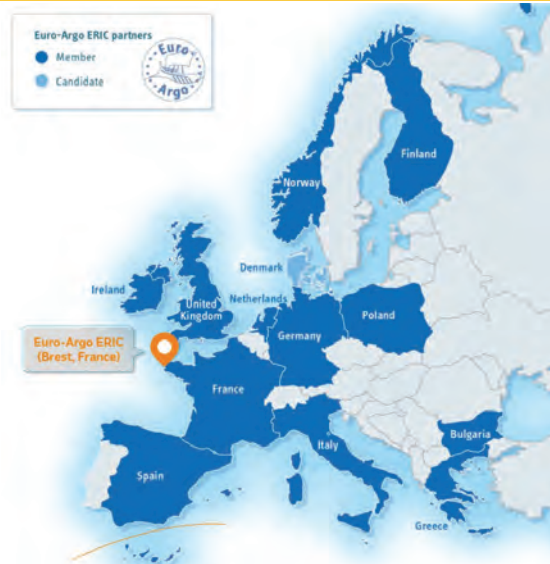 Euro-Argo ERIC partners
Member
Candidate
Euro
Argo
Finland
Norway
Denmark
Ireland
United
Kingdom
Netherlands
Poland
Germany
Euro-Argo ERIC
(Brest, France)
France
Italy
Bulgaria
Spain
Greece